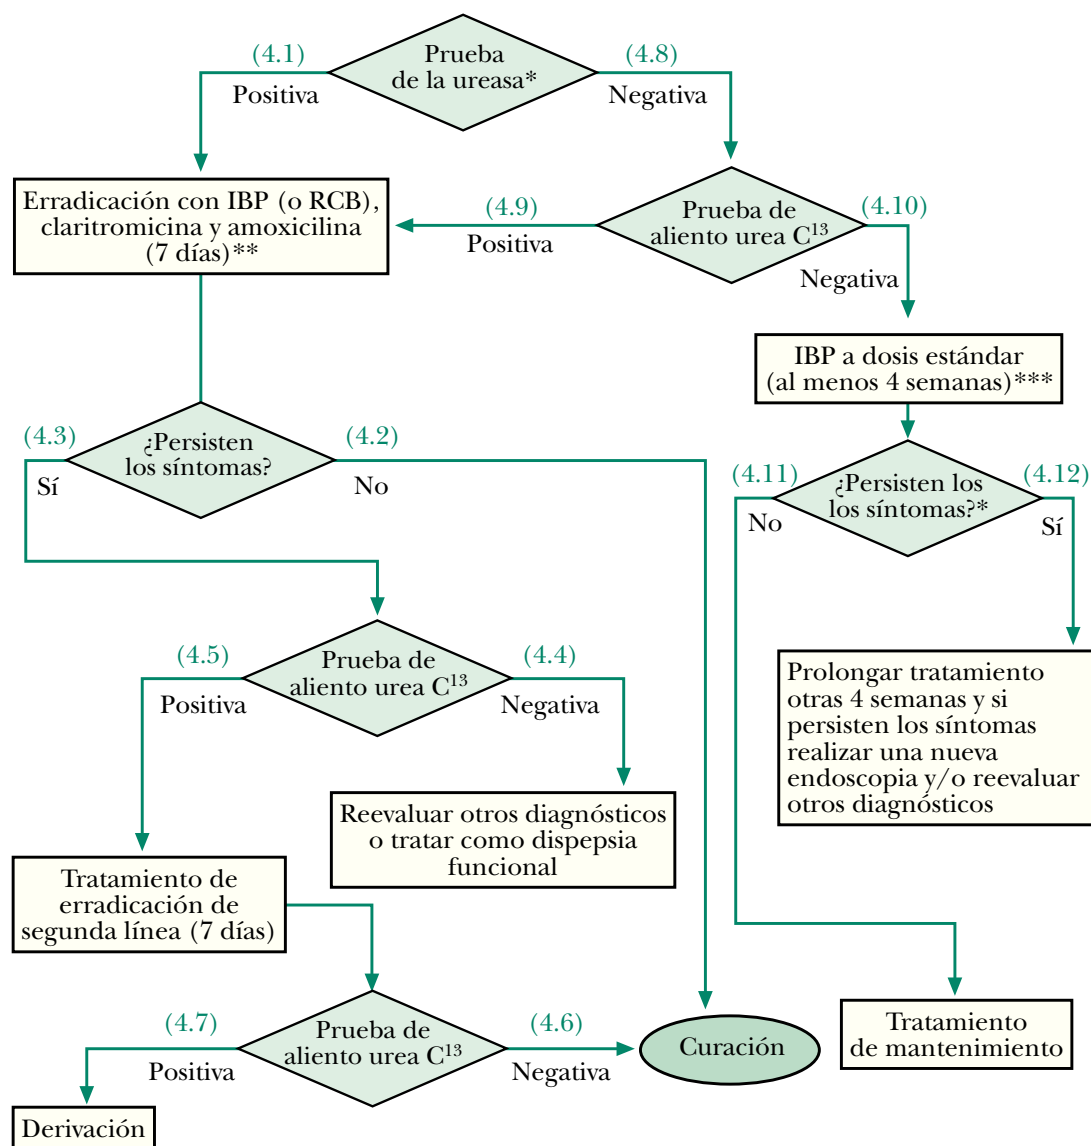 (4.1)
Prueba
de la ureasa*
(4.8)
Positiva
Negativa
Erradicación con IBP (o RCB),
claritromicina y amoxicilina
(7 días)**
(4.9)
Positiva
Prueba de
aliento urea C¹³
(4.10)
Negativa
IBP a dosis estándar
(al menos 4 semanas)***
(4.3)
Sí
¿Persisten
los síntomas?
(4.2)
No
(4.11)
No
¿Persisten los
los síntomas?*
(4.12)
Sí
(4.5)
Positiva
Prueba de
aliento urea C¹³
(4.4)
Negativa
Prolongar tratamiento
otras 4 semanas y si
persisten los síntomas
realizar una nueva
endoscopia y/o reevaluar
otros diagnósticos
Reevaluar otros diagnósticos
o tratar como dispepsia
funcional
Tratamiento de
erradicación de
segunda línea (7 días)
(4.7)
Positiva
Prueba de
aliento urea C¹³
(4.6)
Negativa
Curación
Tratamiento
de mantenimiento
Derivación